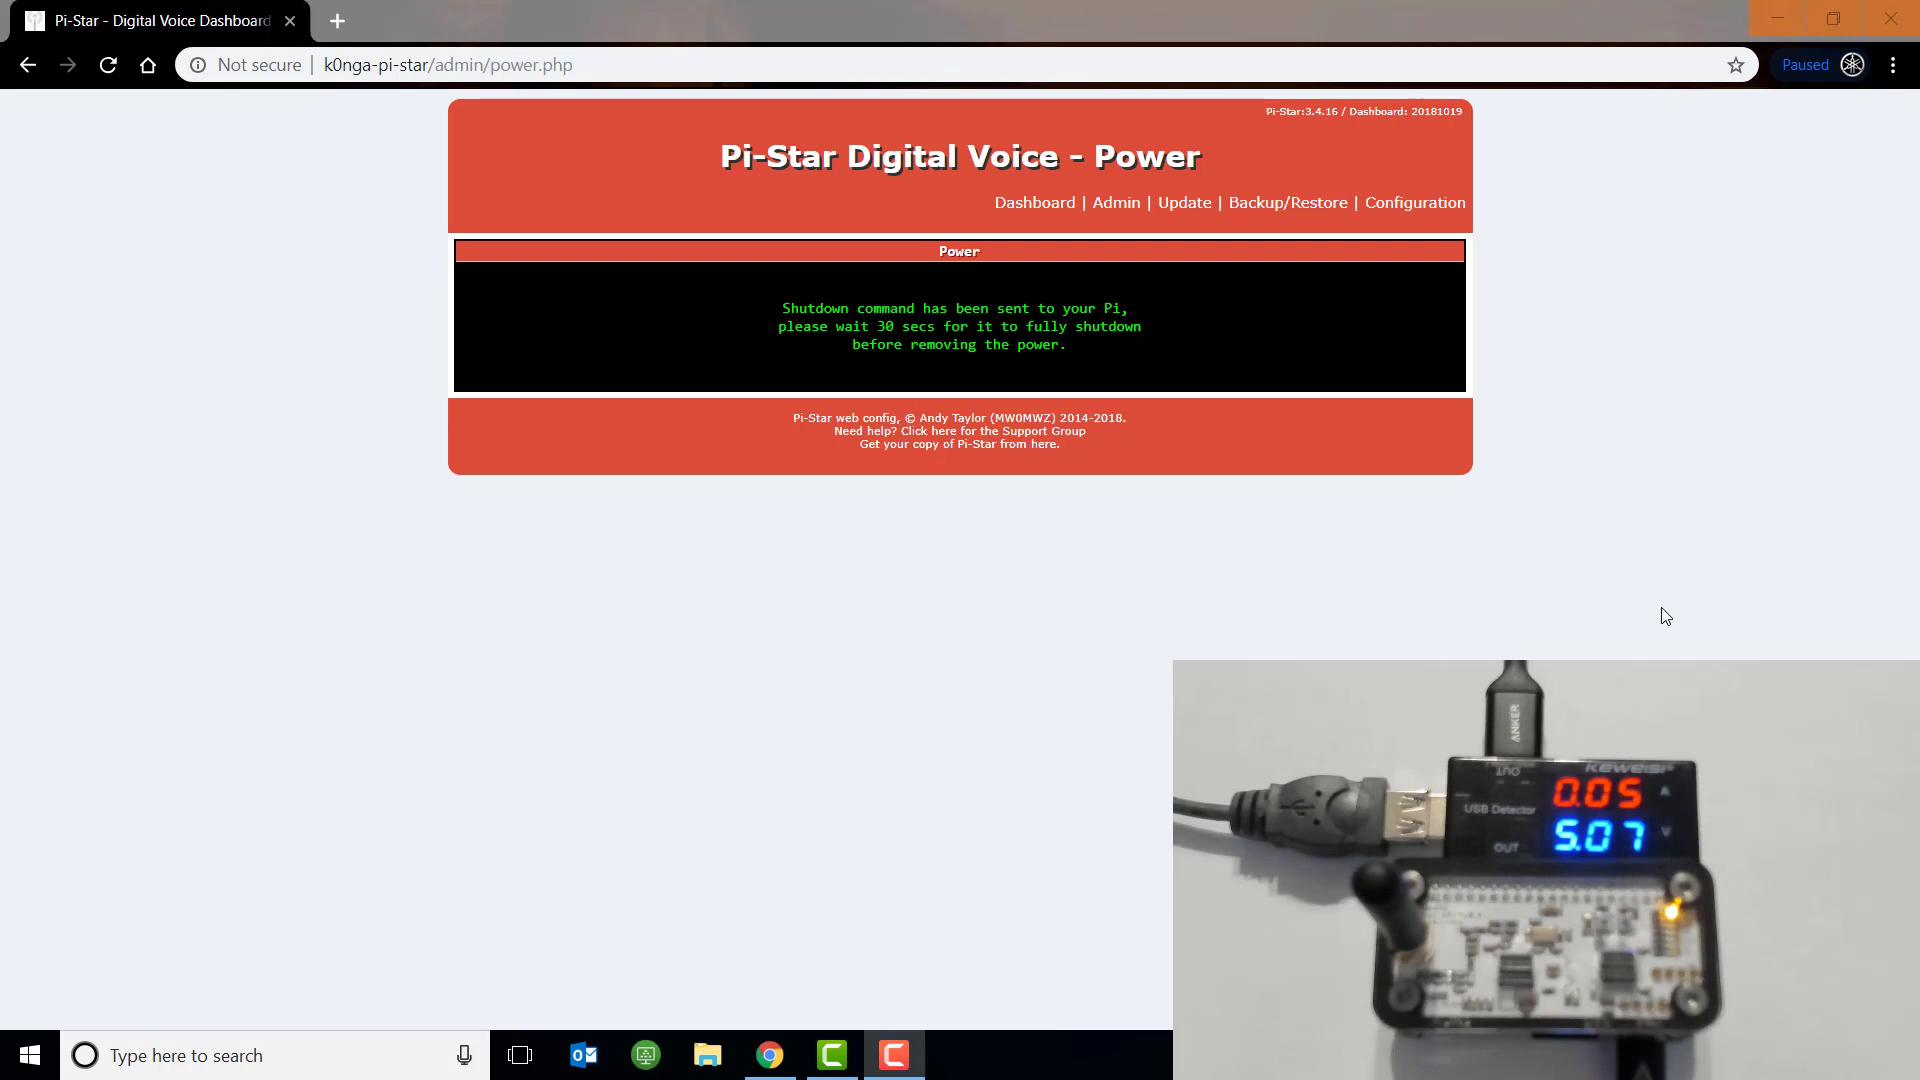 Pi-Star - Digital Voice Dashboard
Not secure | k0nga-pi-star/admin/power.php
Paused
Pi-Star:3.4.16 / Dashboard: 20181019
Pi-Star Digital Voice - Power
Dashboard | Admin | Update | Backup/Restore | Configuration
Power
Shutdown command has been sent to your Pi,
please wait 30 secs for it to fully shutdown
before removing the power.
Pi-Star web config, © Andy Taylor (MW0MWZ) 2014-2018.
Need help? Click here for the Support Group
Get your copy of Pi-Star from here.
ANKER
OUT
KEWEISI
0.05 A
USB Detector
5.07 V
OUT
Type here to search